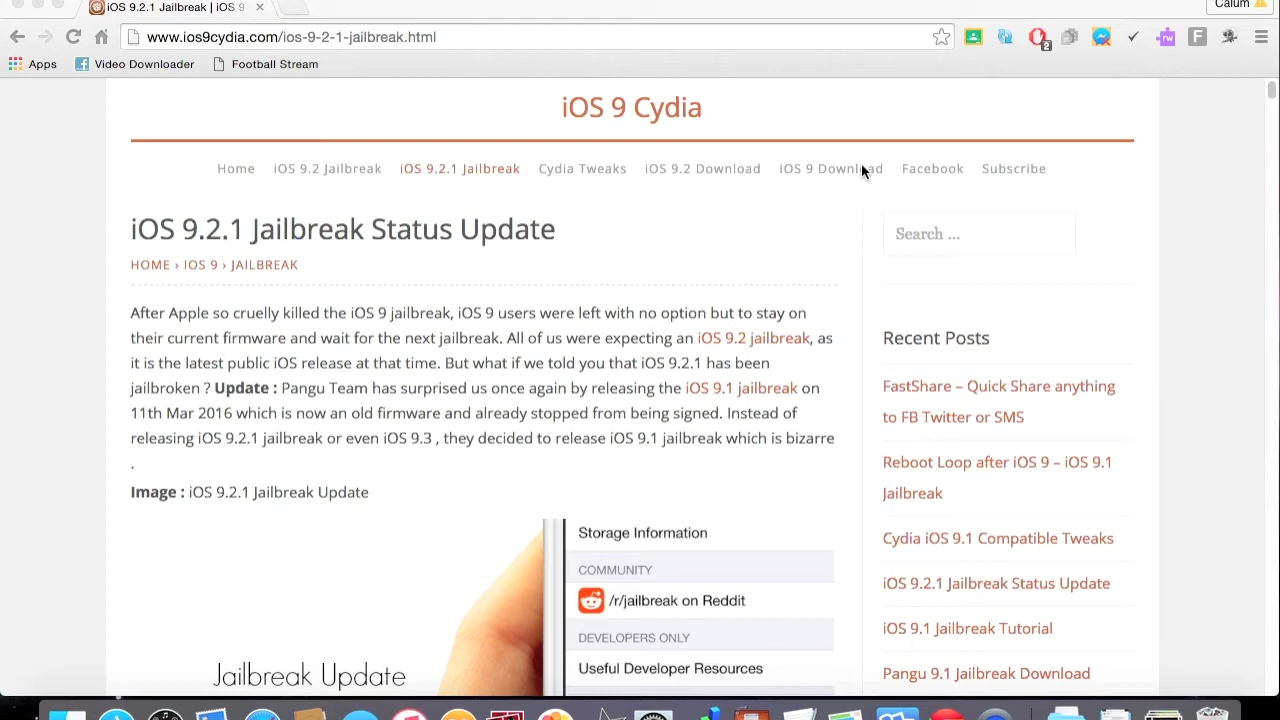 iOS 9.2.1 Jailbreak | iOS 9
Calum
www.ios9cydia.com/ios-9-2-1-jailbreak.html
2
rw
F
Apps
Video Downloader
Football Stream
iOS 9 Cydia
Home
iOS 9.2 Jailbreak
iOS 9.2.1 Jailbreak
Cydia Tweaks
iOS 9.2 Download
iOS 9 Download
Facebook
Subscribe
iOS 9.2.1 Jailbreak Status Update
HOME › IOS 9 › JAILBREAK
After Apple so cruelly killed the iOS 9 jailbreak, iOS 9 users were left with no option but to stay on
their current firmware and wait for the next jailbreak. All of us were expecting an iOS 9.2 jailbreak, as
it is the latest public iOS release at that time. But what if we told you that iOS 9.2.1 has been
jailbroken ? Update : Pangu Team has surprised us once again by releasing the iOS 9.1 jailbreak on
11th Mar 2016 which is now an old firmware and already stopped from being signed. Instead of
releasing iOS 9.2.1 jailbreak or even iOS 9.3 , they decided to release iOS 9.1 jailbreak which is bizarre
.
Image : iOS 9.2.1 Jailbreak Update
Storage Information
COMMUNITY
/r/jailbreak on Reddit
DEVELOPERS ONLY
Useful Developer Resources
Jailbreak Update
Search ...
Recent Posts
FastShare – Quick Share anything
to FB Twitter or SMS
Reboot Loop after iOS 9 – iOS 9.1
Jailbreak
Cydia iOS 9.1 Compatible Tweaks
iOS 9.2.1 Jailbreak Status Update
iOS 9.1 Jailbreak Tutorial
Pangu 9.1 Jailbreak Download